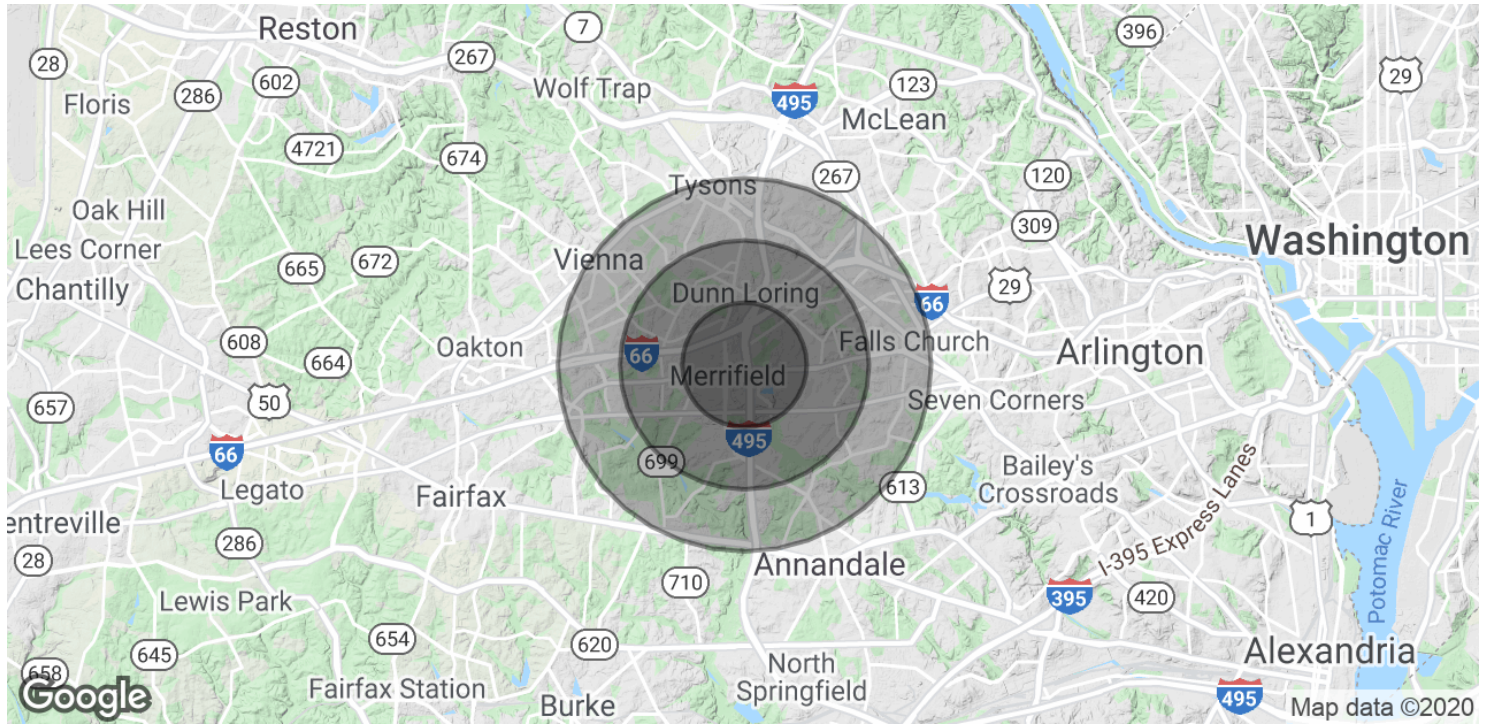 Reston
7
396
28
267
29
602
Wolf Trap
286
495
123
Floris
McLean
4721
674
267
120
Tysons
Oak Hill
309
Washington
Lees Corner
672
Vienna
665
Chantilly
29
Dunn Loring
66
608
Falls Church
Oakton
66
Arlington
664
Merrifield
657
50
Seven Corners
495
66
699
Bailey's
Crossroads
613
Legato
Fairfax
I-395 Express Lanes
entreville
1
286
Potomac River
28
Annandale
710
395
420
Lewis Park
654
620
Alexandria
645
North
Springfield
658
Fairfax Station
Burke
495
Google
Map data ©2020